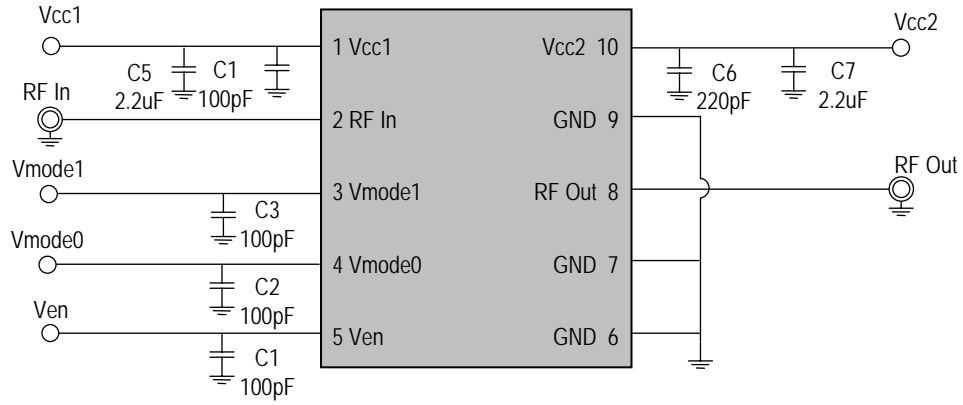 Vcc1
C5
2.2uF
C1
100pF
RF In
Vmode1
C3
100pF
Vmode0
C2
100pF
Ven
C1
100pF
1 Vcc1
2 RF In
3 Vmode1
4 Vmode0
5 Ven
Vcc2 10
GND 9
RF Out 8
GND 7
GND 6
Vcc2
C6
220pF
C7
2.2uF
RF Out